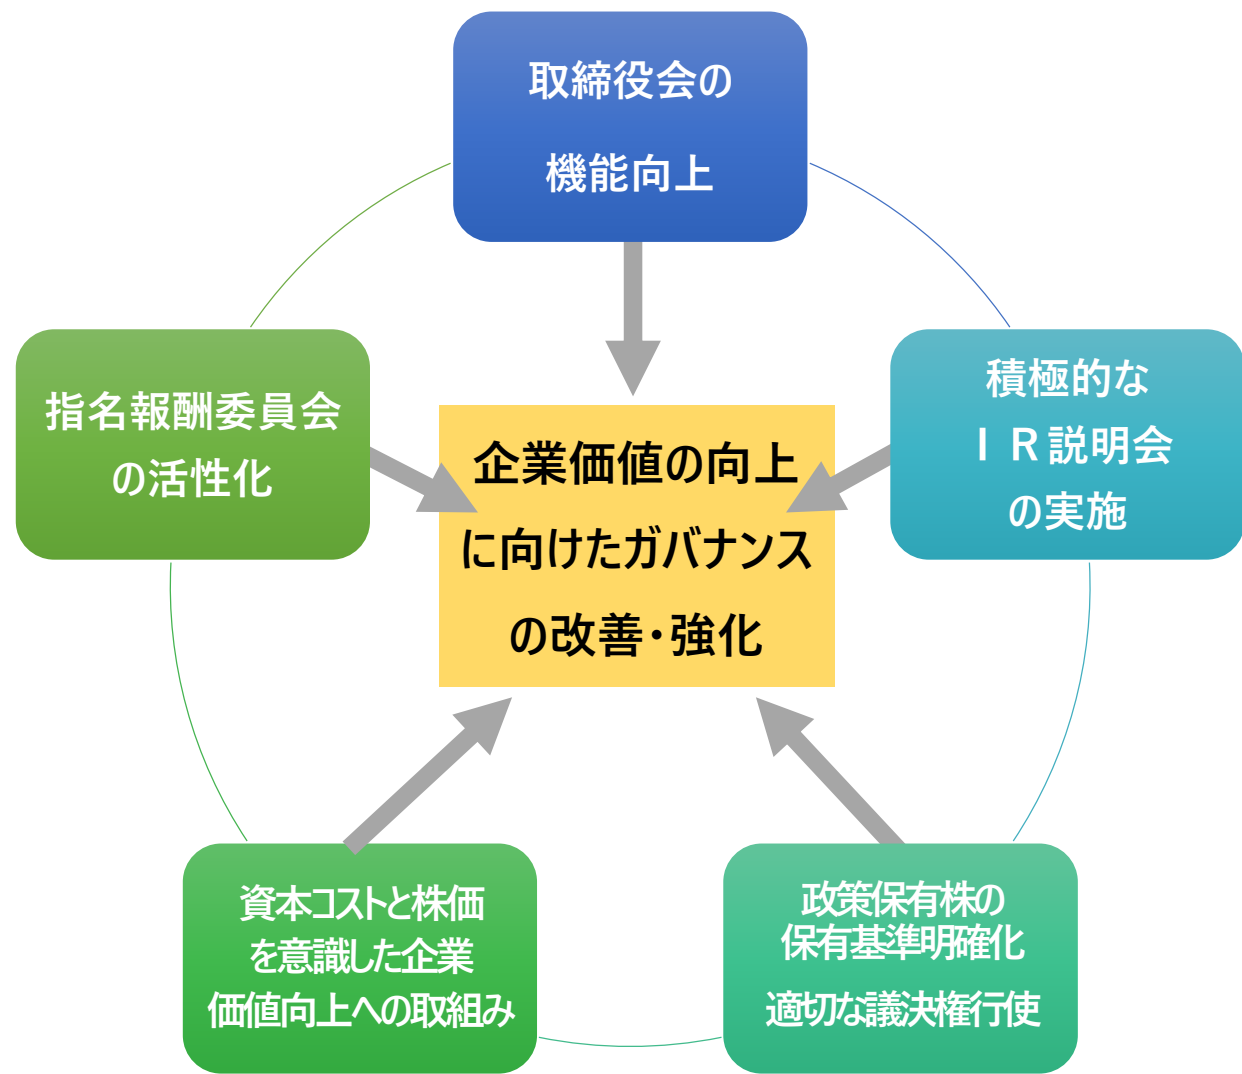 取締役会の
機能向上
指名報酬委員会
の活性化
積極的な
ＩＲ説明会
の実施
企業価値の向上
に向けたガバナンス
の改善・強化
資本コストと株価
を意識した企業
価値向上への取組み
政策保有株の
保有基準明確化
適切な議決権行使